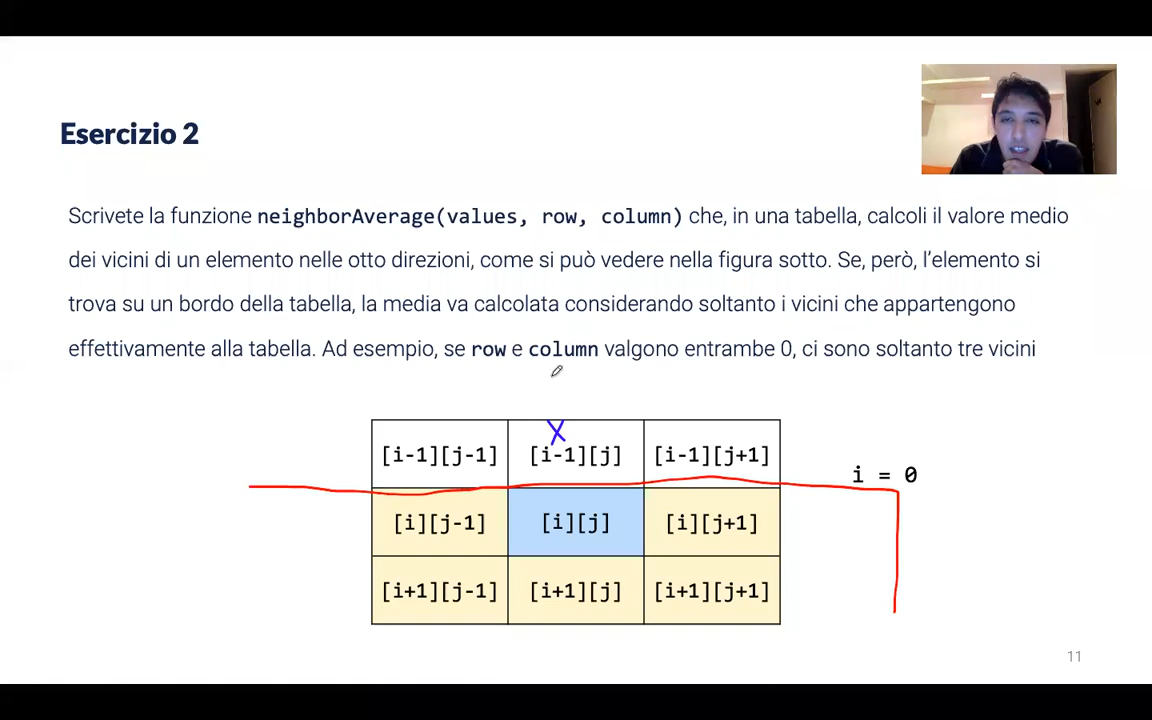 Esercizio 2
Scrivete la funzione neighborAverage(values, row, column) che, in una tabella, calcoli il valore medio
dei vicini di un elemento nelle otto direzioni, come si può vedere nella figura sotto. Se, però, l'elemento si
trova su un bordo della tabella, la media va calcolata considerando soltanto i vicini che appartengono
effettivamente alla tabella. Ad esempio, se row e column valgono entrambe 0, ci sono soltanto tre vicini
X
[i-1][j-1] [i-1][j] [i-1][j+1]
i = 0
[i][j-1] [i][j] [i][j+1]
[i+1][j-1] [i+1][j] [i+1][j+1]
11